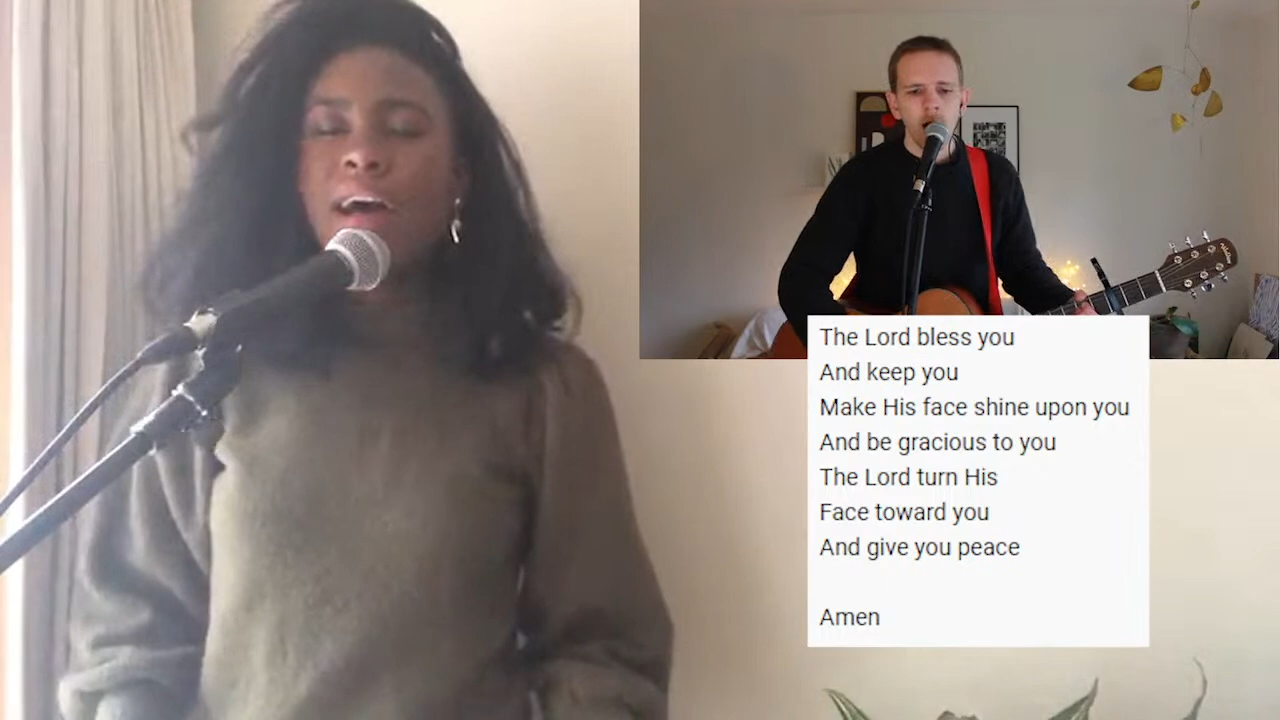 The Lord bless you
And keep you
Make His face shine upon you
And be gracious to you
The Lord turn His
Face toward you
And give you peace
Amen